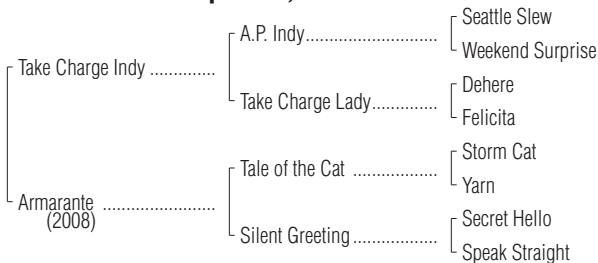 Seattle Slew
A.P. Indy
Weekend Surprise
Take Charge Indy
Dehere
Take Charge Lady
Felicita
Storm Cat
Tale of the Cat
Yarn
Armarante
(2008)
Secret Hello
Silent Greeting
Speak Straight